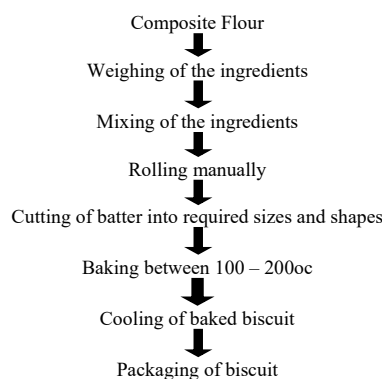 Composite Flour
Weighing of the ingredients
Mixing of the ingredients
Rolling manually
Cutting of batter into required sizes and shapes
Baking between 100 – 200oc
Cooling of baked biscuit
Packaging of biscuit